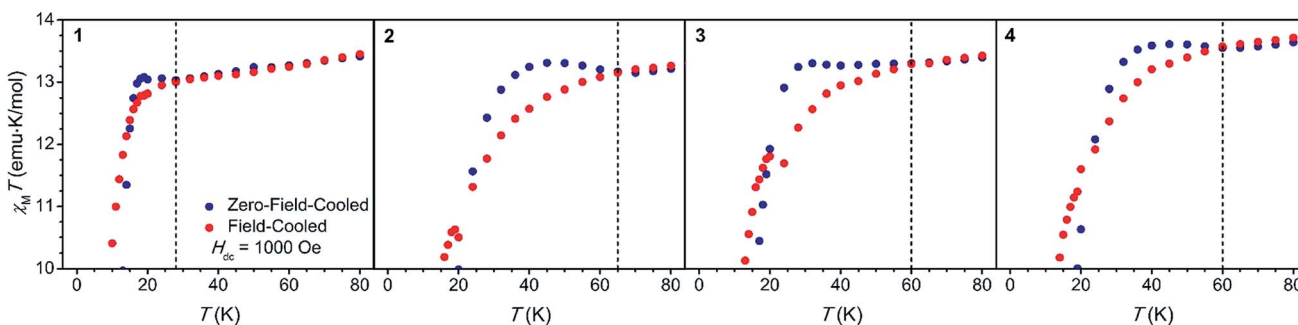 14
13
12
11
10
χMT (emu·K/mol)
1
2
3
4
Zero-Field-Cooled
Field-Cooled
Hdc = 1000 Oe
0 20 40 60 80
0 20 40 60 80
0 20 40 60 80
0 20 40 60 80
T (K)
T (K)
T (K)
T (K)